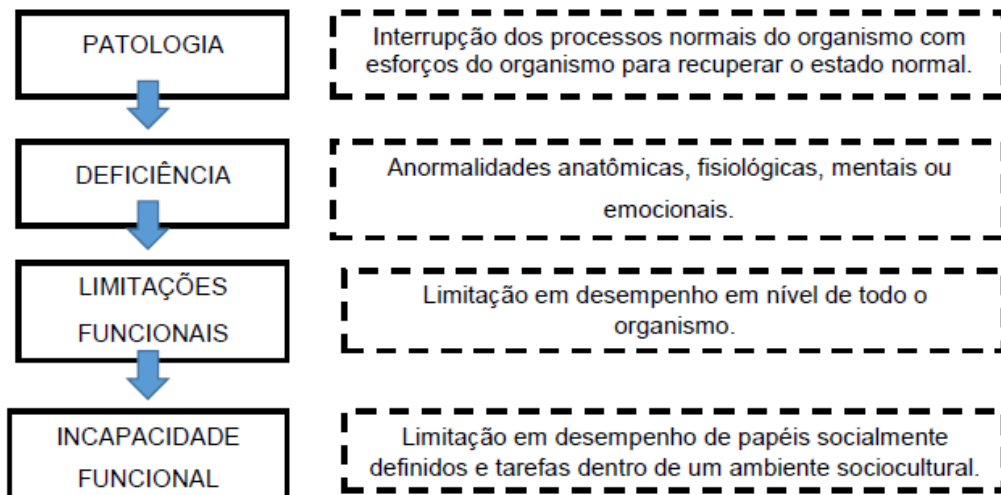 PATOLOGIA
Interrupção dos processos normais do organismo com
esforços do organismo para recuperar o estado normal.
DEFICIÊNCIA
Anormalidades anatômicas, fisiológicas, mentais ou
emocionais.
LIMITAÇÕES
FUNCIONAIS
Limitação em desempenho em nível de todo o
organismo.
INCAPACIDADE
FUNCIONAL
Limitação em desempenho de papéis socialmente
definidos e tarefas dentro de um ambiente sociocultural.